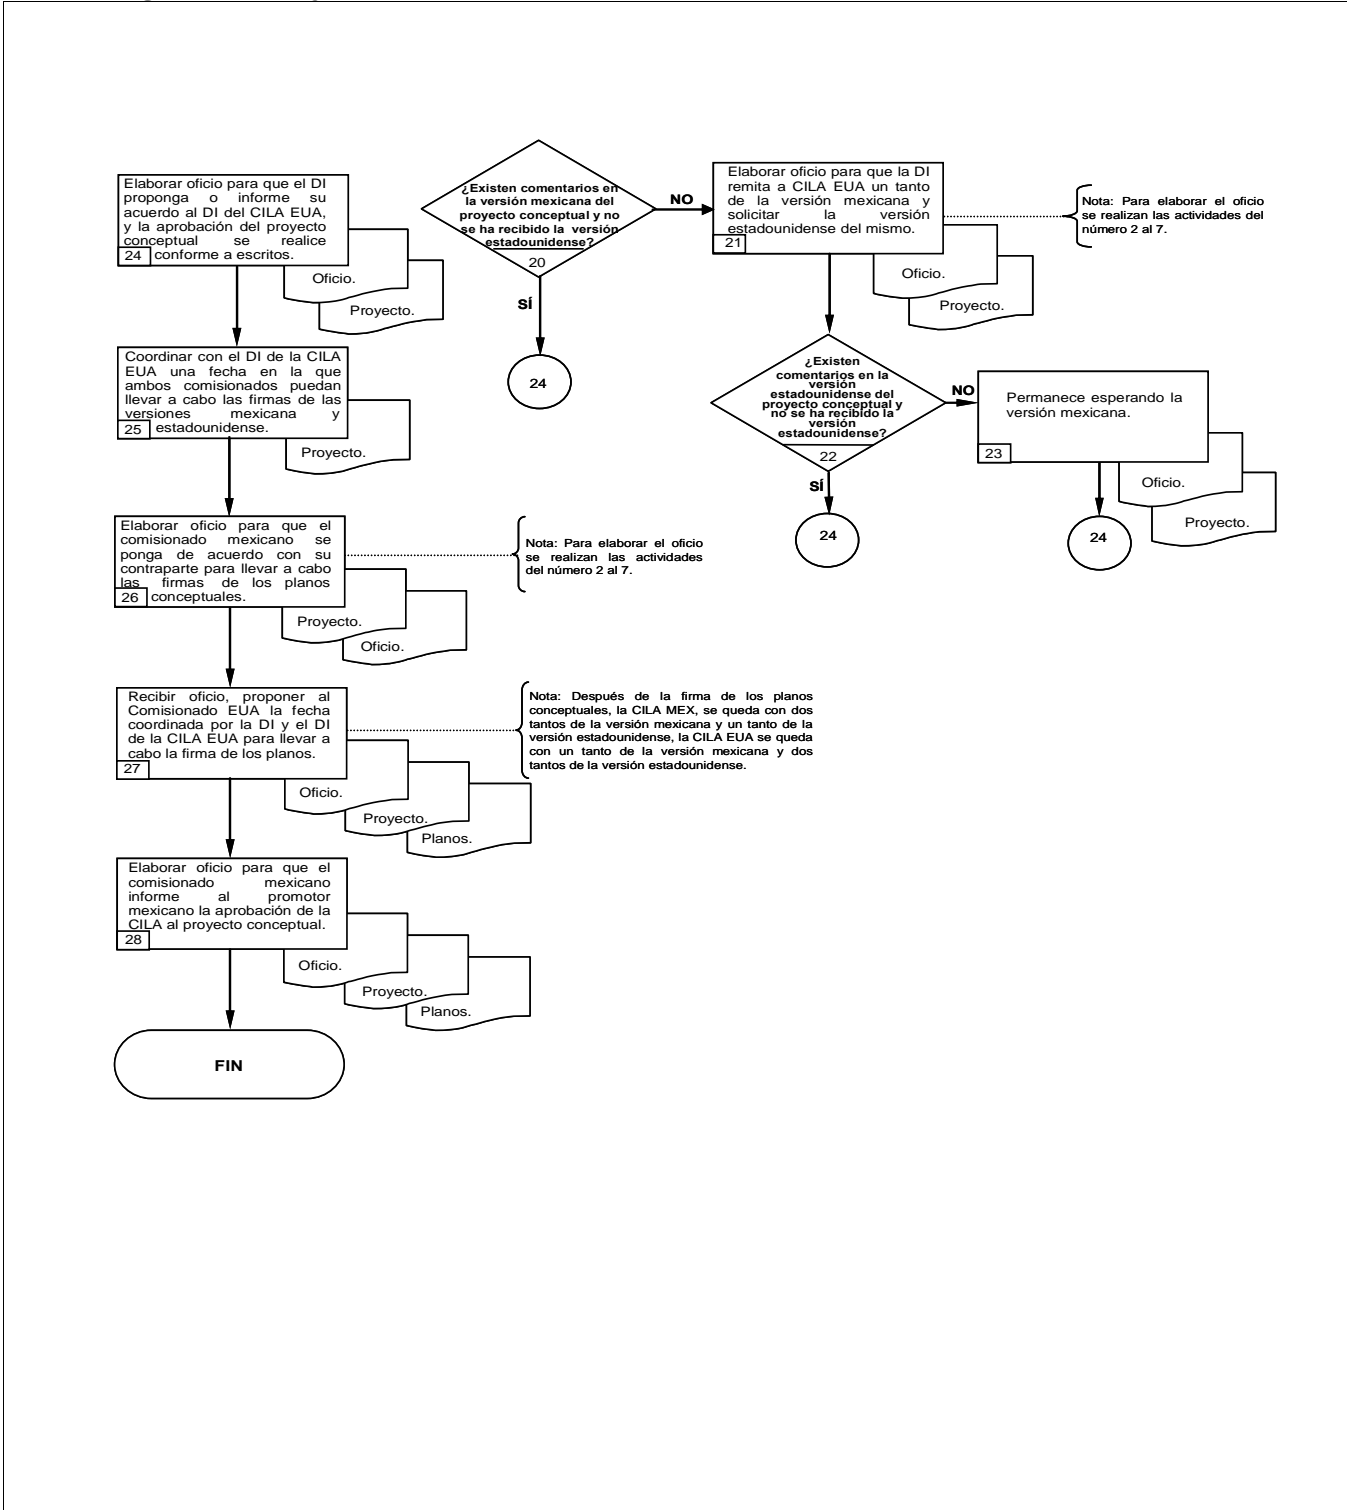 Elaborar oficio para que el DI
proponga o informe su
acuerdo al DI del CILA EUA,
y la aprobación del proyecto
conceptual se realice
24 conforme a escritos.
Oficio.
Proyecto.
Coordinar con el DI de la CILA
EUA una fecha en la que
ambos comisionados puedan
llevar a cabo las firmas de las
versiones mexicana y
25 estadounidense.
Proyecto.
Elaborar oficio para que el
comisionado mexicano se
ponga de acuerdo con su
contraparte para llevar a cabo
las firmas de los planos
26 conceptuales.
Proyecto.
Oficio.
Nota: Para elaborar el oficio
se realizan las actividades
del número 2 al 7.
Recibir oficio, proponer al
Comisionado EUA la fecha
coordinada por la DI y el DI
de la CILA EUA para llevar a
cabo la firma de los planos.
27
Oficio.
Proyecto.
Planos.
Nota: Después de la firma de los planos
conceptuales, la CILA MEX, se queda con dos
tantos de la versión mexicana y un tanto de la
versión estadounidense, la CILA EUA se queda
con un tanto de la versión mexicana y dos
tantos de la versión estadounidense.
Elaborar oficio para que el
comisionado mexicano
informe al promotor
mexicano la aprobación de la
CILA al proyecto conceptual.
28
Oficio.
Proyecto.
Planos.
FIN
¿Existen comentarios en
la versión mexicana del
proyecto conceptual y no
se ha recibido la versión
estadounidense?
20
NO
SÍ
24
Elaborar oficio para que la DI
remita a CILA EUA un tanto
de la versión mexicana y
solicitar la versión
estadounidense del mismo.
21
Oficio.
Proyecto.
Nota: Para elaborar el oficio
se realizan las actividades del
número 2 al 7.
¿Existen
comentarios en la
versión
estadounidense del
proyecto conceptual y
no se ha recibido la
versión
estadounidense?
22
NO
SÍ
24
Permanece esperando la
versión mexicana.
23
Oficio.
Proyecto.
24